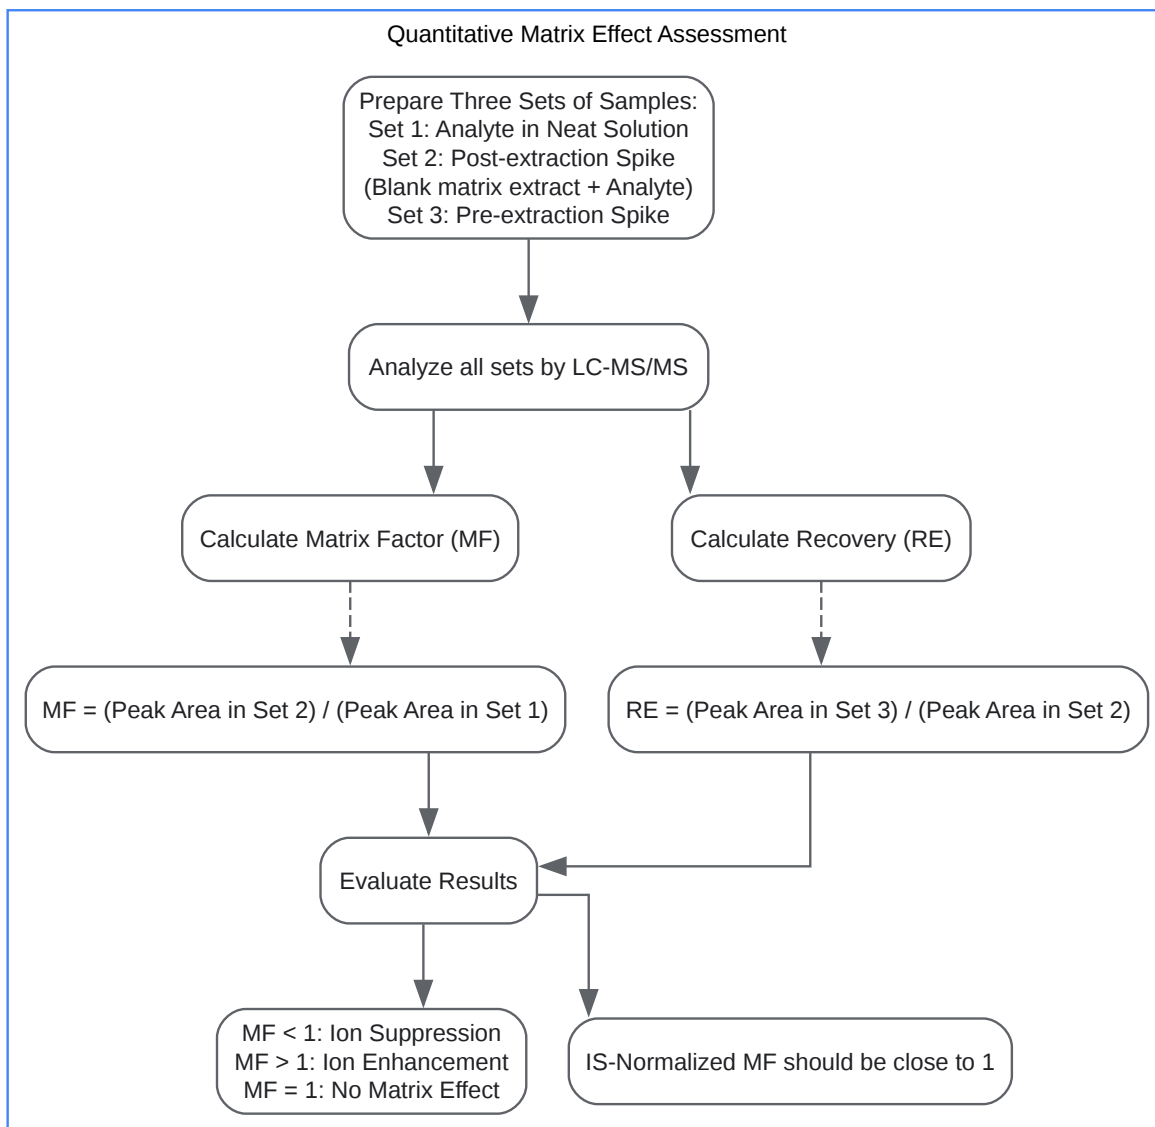 Quantitative Matrix Effect Assessment
Prepare Three Sets of Samples:
Set 1: Analyte in Neat Solution
Set 2: Post-extraction Spike
(Blank matrix extract + Analyte)
Set 3: Pre-extraction Spike
Analyze all sets by LC-MS/MS
Calculate Matrix Factor (MF)
Calculate Recovery (RE)
MF = (Peak Area in Set 2) / (Peak Area in Set 1)
RE = (Peak Area in Set 3) / (Peak Area in Set 2)
Evaluate Results
MF < 1: Ion Suppression
MF > 1: Ion Enhancement
MF = 1: No Matrix Effect
IS-Normalized MF should be close to 1